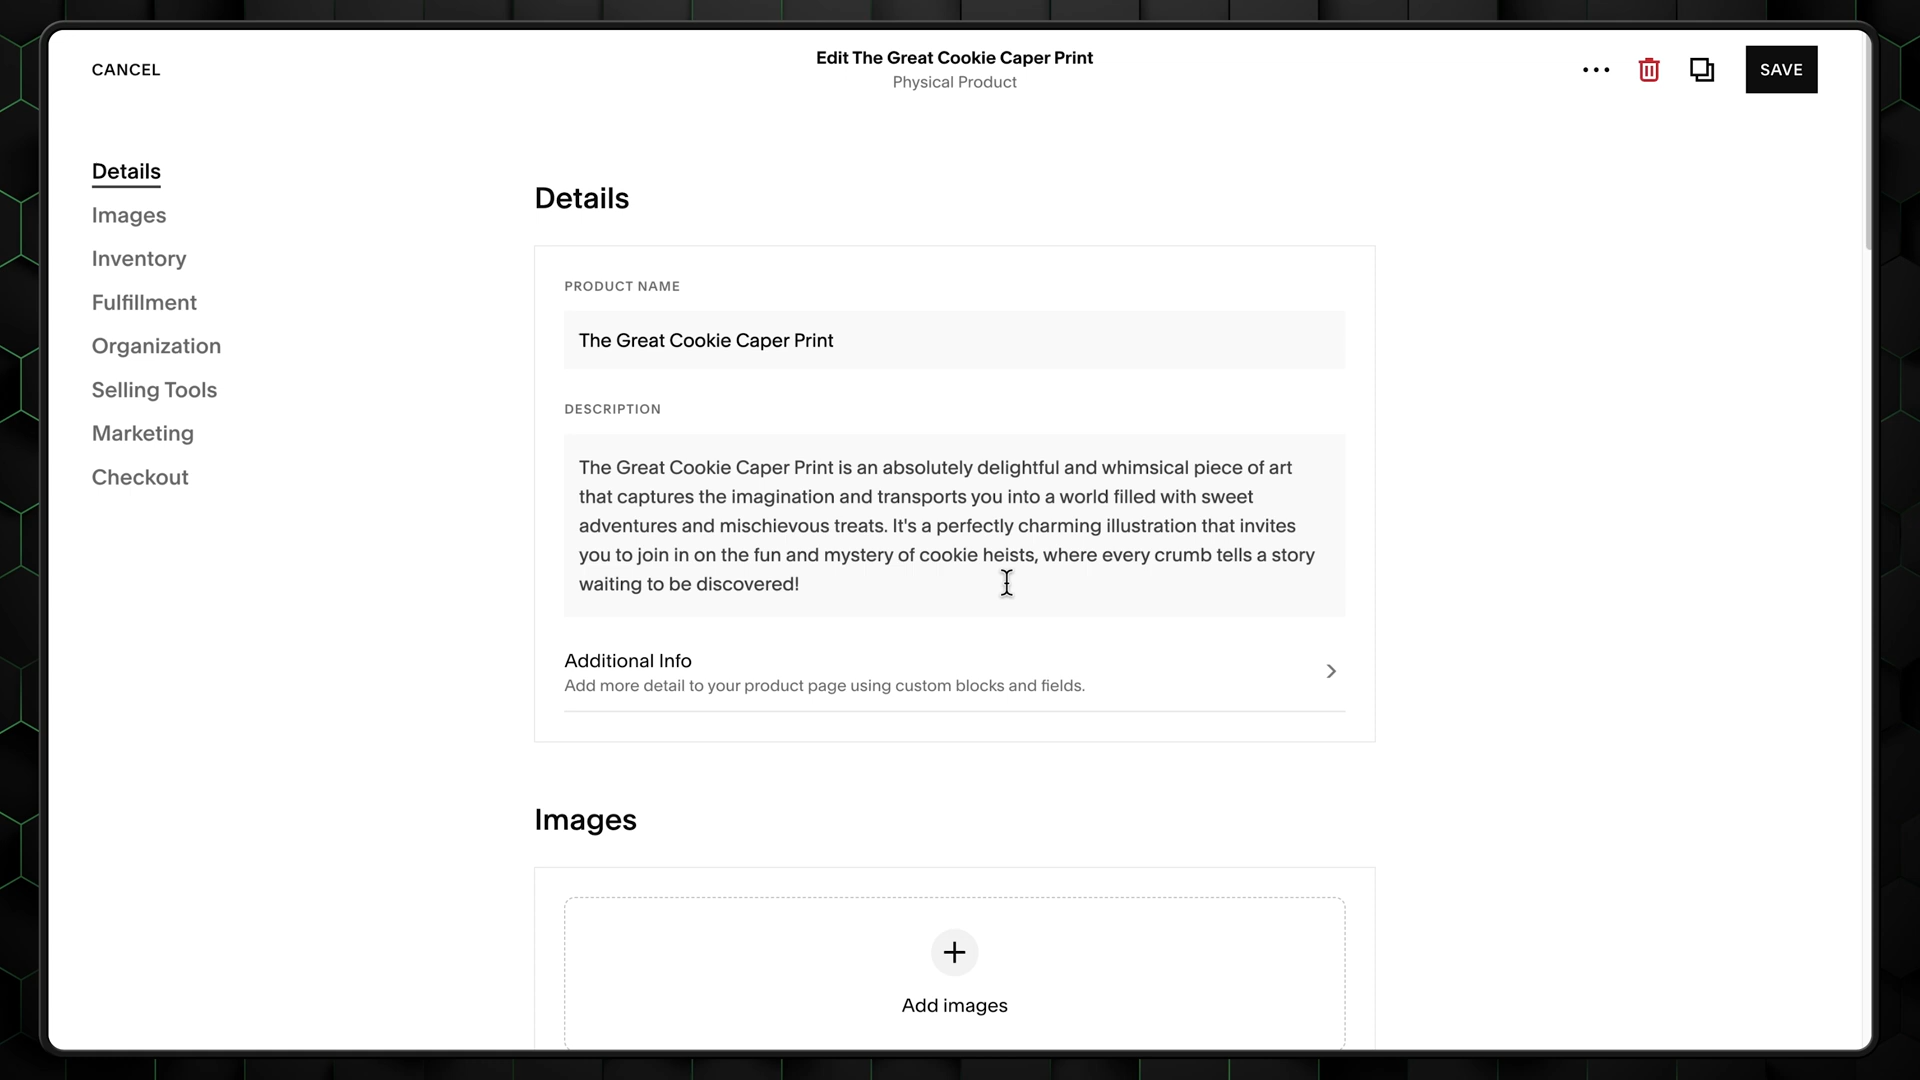 CANCEL
Edit The Great Cookie Caper Print
Physical Product
SAVE
Details
Images
Inventory
Fulfillment
Organization
Selling Tools
Marketing
Checkout
Details
PRODUCT NAME
The Great Cookie Caper Print
DESCRIPTION
The Great Cookie Caper Print is an absolutely delightful and whimsical piece of art
that captures the imagination and transports you into a world filled with sweet
adventures and mischievous treats. It's a perfectly charming illustration that invites
you to join in on the fun and mystery of cookie heists, where every crumb tells a story
waiting to be discovered!
Additional Info
Add more detail to your product page using custom blocks and fields.
Images
Add images